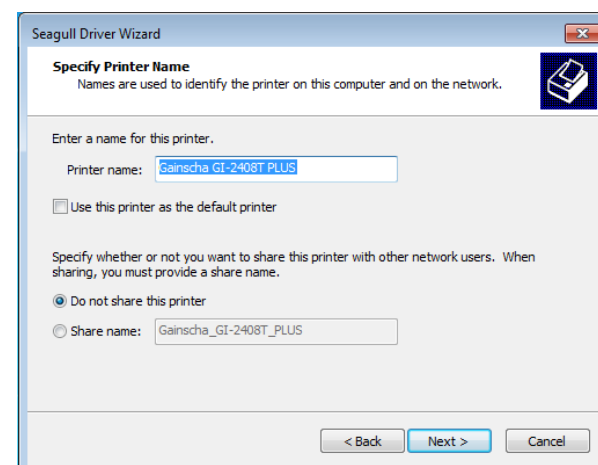 Seagull Driver Wizard
Specify Printer Name
Names are used to identify the printer on this computer and on the network.
Enter a name for this printer.
Printer name: Gainscha GI-2408T PLUS
Use this printer as the default printer
Specify whether or not you want to share this printer with other network users. When
sharing, you must provide a share name.
Do not share this printer
Share name: Gainscha_GI-2408T_PLUS
< Back Next > Cancel